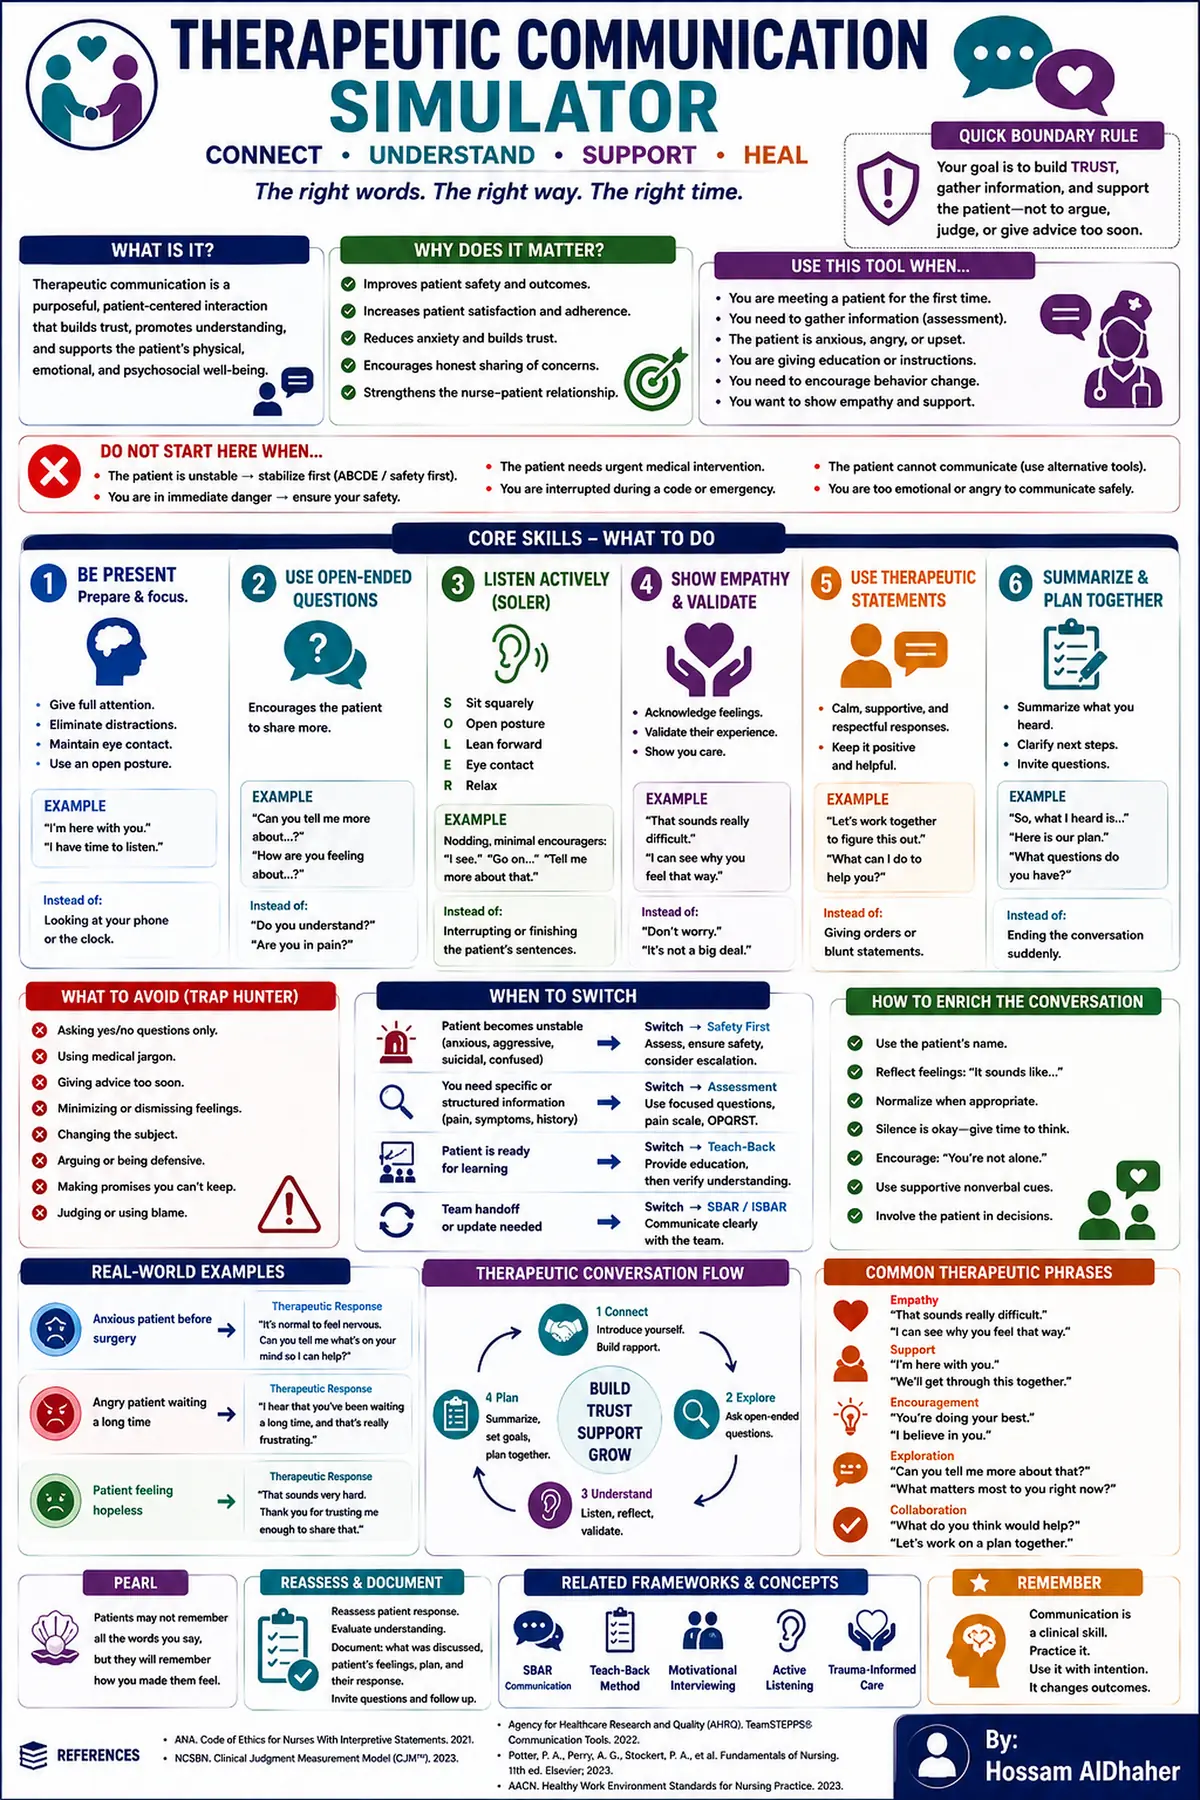 THERAPEUTIC COMMUNICATION
SIMULATOR
CONNECT • UNDERSTAND • SUPPORT • HEAL
The right words. The right way. The right time.
QUICK BOUNDARY RULE
Your goal is to build TRUST,
gather information, and support
the patient—not to argue,
judge, or give advice too soon.
WHAT IS IT?
Therapeutic communication is a
purposeful, patient-centered interaction
that builds trust, promotes understanding,
and supports the patient's physical,
emotional, and psychosocial well-being.
WHY DOES IT MATTER?
Improves patient safety and outcomes.
Increases patient satisfaction and adherence.
Reduces anxiety and builds trust.
Encourages honest sharing of concerns.
Strengthens the nurse–patient relationship.
USE THIS TOOL WHEN...
• You are meeting a patient for the first time.
• You need to gather information (assessment).
• The patient is anxious, angry, or upset.
• You are giving education or instructions.
• You need to encourage behavior change.
• You want to show empathy and support.
DO NOT START HERE WHEN...
• The patient is unstable → stabilize first (ABCDE / safety first).
• You are in immediate danger → ensure your safety.
• The patient needs urgent medical intervention.
• You are interrupted during a code or emergency.
• The patient cannot communicate (use alternative tools).
• You are too emotional or angry to communicate safely.
CORE SKILLS – WHAT TO DO
1 BE PRESENT
Prepare & focus.
• Give full attention.
• Eliminate distractions.
• Maintain eye contact.
• Use an open posture.
EXAMPLE
"I'm here with you."
"I have time to listen."
Instead of:
Looking at your phone
or the clock.
2 USE OPEN-ENDED
QUESTIONS
?
Encourages the patient
to share more.
EXAMPLE
"Can you tell me more
about...?"
"How are you feeling
about...?"
Instead of:
"Do you understand?"
"Are you in pain?"
3 LISTEN ACTIVELY
(SOLER)
S Sit squarely
O Open posture
L Lean forward
E Eye contact
R Relax
EXAMPLE
Nodding, minimal encouragers:
"I see." "Go on..." "Tell me
more about that."
Instead of:
Interrupting or finishing
the patient's sentences.
4 SHOW EMPATHY
& VALIDATE
• Acknowledge feelings.
• Validate their experience.
• Show you care.
EXAMPLE
"That sounds really
difficult."
"I can see why you
feel that way."
Instead of:
"Don't worry."
"It's not a big deal."
5 USE THERAPEUTIC
STATEMENTS
• Calm, supportive, and
respectful responses.
• Keep it positive
and helpful.
EXAMPLE
"Let's work together
to figure this out."
"What can I do to
help you?"
Instead of:
Giving orders or
blunt statements.
6 SUMMARIZE &
PLAN TOGETHER
• Summarize what you
heard.
• Clarify next steps.
• Invite questions.
EXAMPLE
"So, what I heard is..."
"Here is our plan."
"What questions do
you have?"
Instead of:
Ending the conversation
suddenly.
WHAT TO AVOID (TRAP HUNTER)
Asking yes/no questions only.
Using medical jargon.
Giving advice too soon.
Minimizing or dismissing feelings.
Changing the subject.
Arguing or being defensive.
Making promises you can't keep.
Judging or using blame.
WHEN TO SWITCH
Patient becomes unstable
(anxious, aggressive,
suicidal, confused)
Switch → Safety First
Assess, ensure safety,
consider escalation.
You need specific or
structured information
(pain, symptoms, history)
Switch → Assessment
Use focused questions,
pain scale, OPQRST.
Patient is ready
for learning
Switch → Teach-Back
Provide education,
then verify understanding.
Team handoff
or update needed
Switch → SBAR / ISBAR
Communicate clearly
with the team.
HOW TO ENRICH THE CONVERSATION
Use the patient's name.
Reflect feelings: "It sounds like..."
Normalize when appropriate.
Silence is okay—give time to think.
Encourage: "You're not alone."
Use supportive nonverbal cues.
Involve the patient in decisions.
REAL-WORLD EXAMPLES
Anxious patient before
surgery
Therapeutic Response
"It's normal to feel nervous.
Can you tell me what's on your
mind so I can help?"
Angry patient waiting
a long time
Therapeutic Response
"I hear that you've been waiting
a long time, and that's really
frustrating."
Patient feeling
hopeless
Therapeutic Response
"That sounds very hard.
Thank you for trusting me
enough to share that."
THERAPEUTIC CONVERSATION FLOW
1 Connect
Introduce yourself.
Build rapport.
2 Explore
Ask open-ended
questions.
3 Understand
Listen, reflect,
validate.
4 Plan
Summarize,
set goals,
plan together.
BUILD
TRUST
SUPPORT
GROW
COMMON THERAPEUTIC PHRASES
Empathy
"That sounds really difficult."
"I can see why you feel that way."
Support
"I'm here with you."
"We'll get through this together."
Encouragement
"You're doing your best."
"I believe in you."
Exploration
"Can you tell me more about that?"
"What matters most to you right now?"
Collaboration
"What do you think would help?"
"Let's work on a plan together."
PEARL
Patients may not remember
all the words you say,
but they will remember
how you made them feel.
REASSESS & DOCUMENT
Reassess patient response.
Evaluate understanding.
Document: what was discussed,
patient's feelings, plan, and
their response.
Invite questions and follow up.
RELATED FRAMEWORKS & CONCEPTS
SBAR
Communication
Teach-Back
Method
Motivational
Interviewing
Active
Listening
Trauma-Informed
Care
REMEMBER
Communication is
a clinical skill.
Practice it.
Use it with intention.
It changes outcomes.
REFERENCES
• ANA. Code of Ethics for Nurses With Interpretive Statements. 2021.
• NCSBN. Clinical Judgment Measurement Model (CJM™), 2023.
• Agency for Healthcare Research and Quality (AHRQ). TeamSTEPPS®
Communication Tools. 2022.
• Potter, P. A., Perry, A. G., Stockert, P. A., et al. Fundamentals of Nursing.
11th ed. Elsevier; 2023.
• AACN. Healthy Work Environment Standards for Nursing Practice. 2023.
By:
Hossam AlDhaher